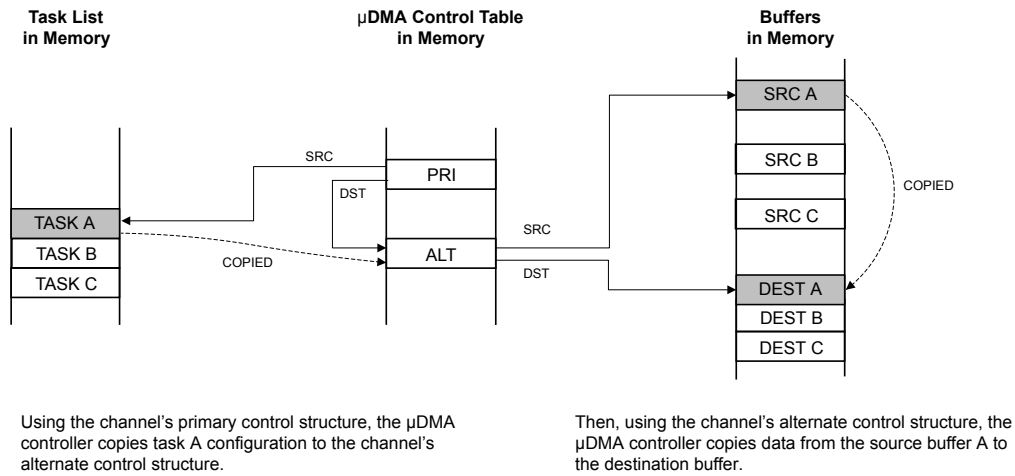 Task List
in Memory
µDMA Control Table
in Memory
Buffers
in Memory
SRC A
SRC B
SRC C
COPIED
SRC
PRI
DST
TASK A
TASK B
TASK C
COPIED
ALT
SRC
DST
DEST A
DEST B
DEST C
Using the channel's primary control structure, the µDMA
controller copies task A configuration to the channel's
alternate control structure.
Then, using the channel's alternate control structure, the
µDMA controller copies data from the source buffer A to
the destination buffer.